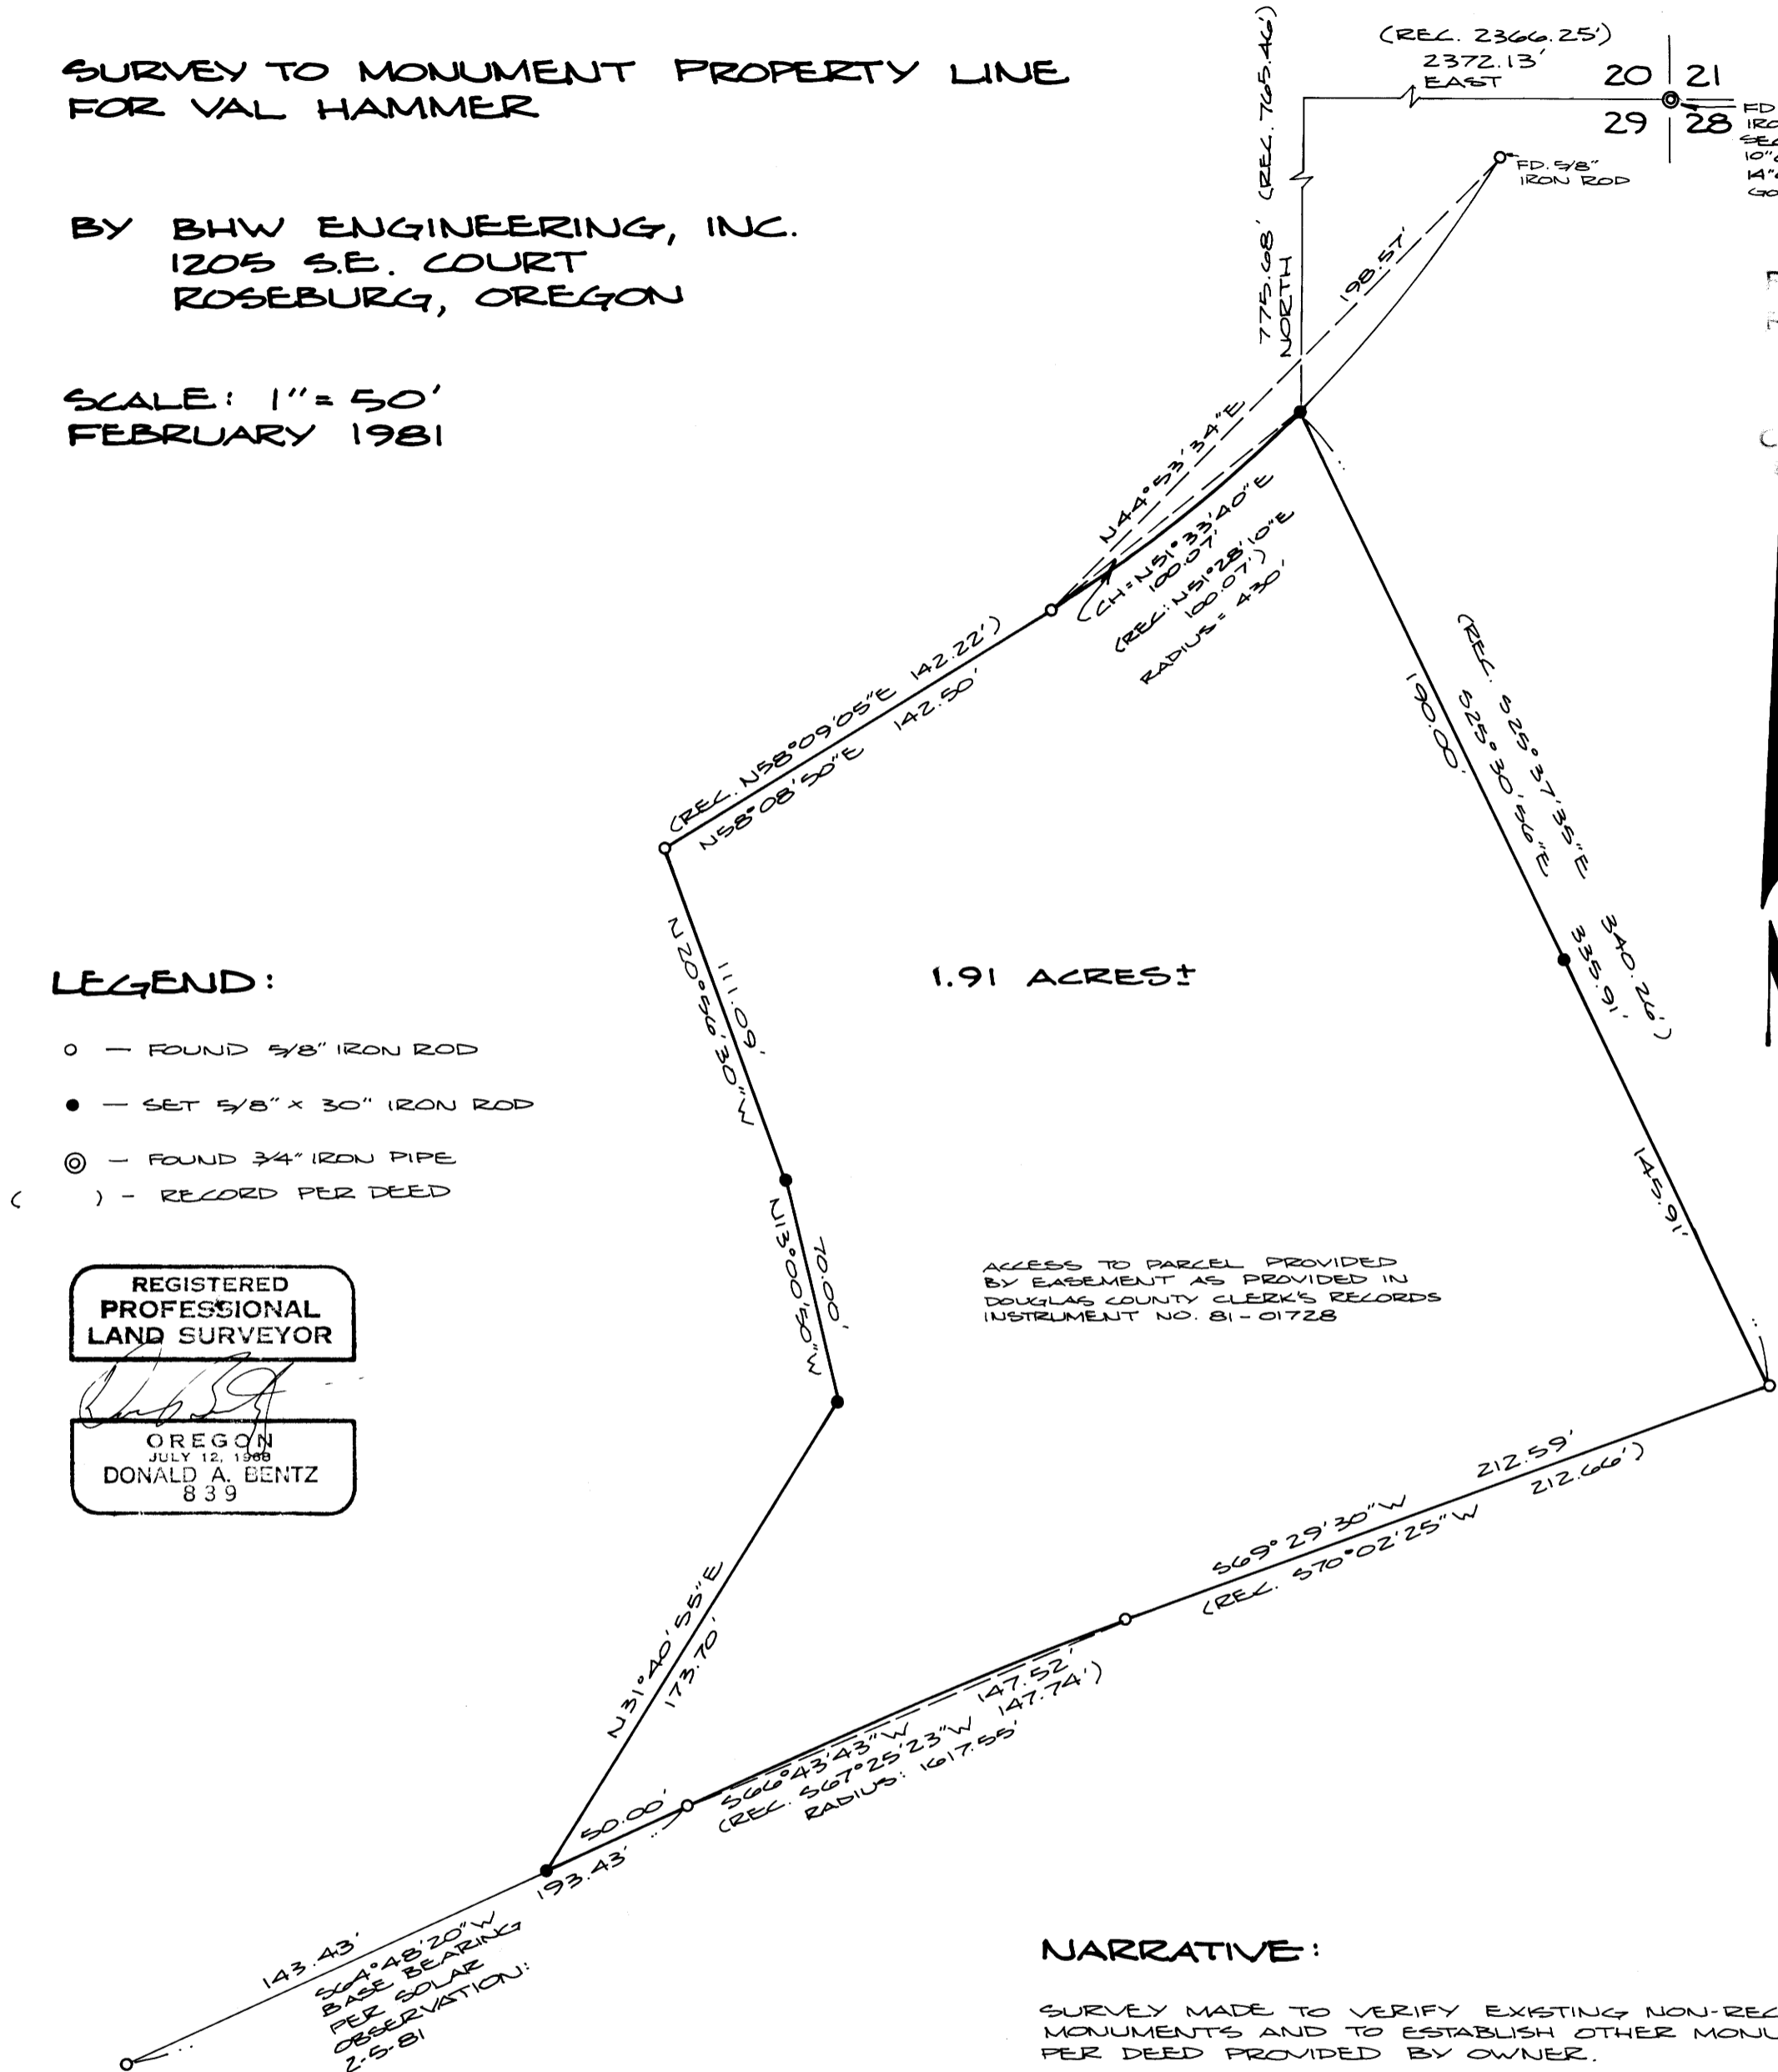 SURVEY TO MONUMENT PROPERTY LINE
FOR VAL HAMMER
BY BHW ENGINEERING, INC.
1205 S.E. COURT
ROSEBURG, OREGON
SCALE: 1" = 50'
FEBRUARY 1981
(REC. 2366.25')
2372.13'
EAST
20 21
29 28
FD
10"
14"
775.68' (REC. 765.46')
NORTH
FD. 5/8"
IRON ROD
198.57'
N44°53'34"E
(CH=N51°33'40"E
100.07'
(REC: N51°28'10"E
100.07')
RADIUS= 430'
(REC. N58°09'05"E 142.22')
N58°08'50"E 142.50'
(REC. S25°37'35"E 340.26')
S25°30'56"E 335.91'
190.00'
145.91'
111.09'
N20°56'30"W
70.00'
N13°00'50"W
1.91 ACRES±
LEGEND:
o — FOUND 5/8" IRON ROD
● — SET 5/8" x 30" IRON ROD
◎ — FOUND 3/4" IRON PIPE
( ) - RECORD PER DEED
REGISTERED
PROFESSIONAL
LAND SURVEYOR
OREGON
JULY 12, 1968
DONALD A. BENTZ
839
ACCESS TO PARCEL PROVIDED
BY EASEMENT AS PROVIDED IN
DOUGLAS COUNTY CLERK'S RECORDS
INSTRUMENT NO. 81-01728
212.59'
S69°29'30"W
(REC. S70°02'25"W 212.66')
N31°40'55"E
173.70'
147.52'
S66°43'43"W
(REC. S67°25'23"W 147.74')
RADIUS: 1617.55'
50.00'
193.43'
143.43'
S64°48'20"W
BASE BEARING
PER SOLAR
OBSERVATION:
2-5-81
NARRATIVE:
SURVEY MADE TO VERIFY EXISTING NON-REC
MONUMENTS AND TO ESTABLISH OTHER MONU
PER DEED PROVIDED BY OWNER.